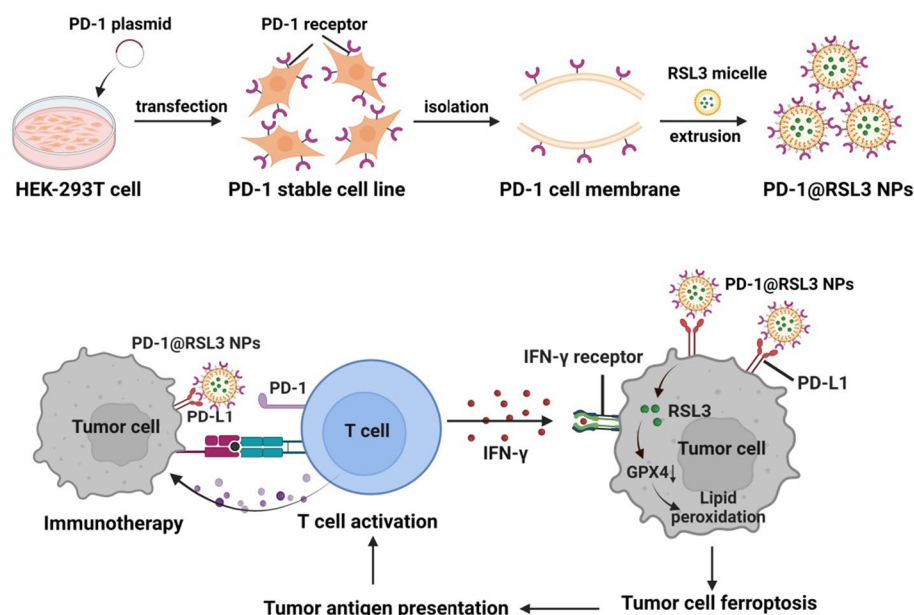 PD-1 plasmid
PD-1 receptor
transfection
isolation
RSL3 micelle
extrusion
HEK-293T cell
PD-1 stable cell line
PD-1 cell membrane
PD-1@RSL3 NPs
PD-1@RSL3 NPs
PD-1@RSL3 NPs
PD-L1
PD-1
IFN-γ receptor
PD-L1
Tumor cell
T cell
IFN-γ
RSL3
Tumor cell
GPX4↓
Lipid
peroxidation
Immunotherapy
T cell activation
Tumor antigen presentation
Tumor cell ferroptosis